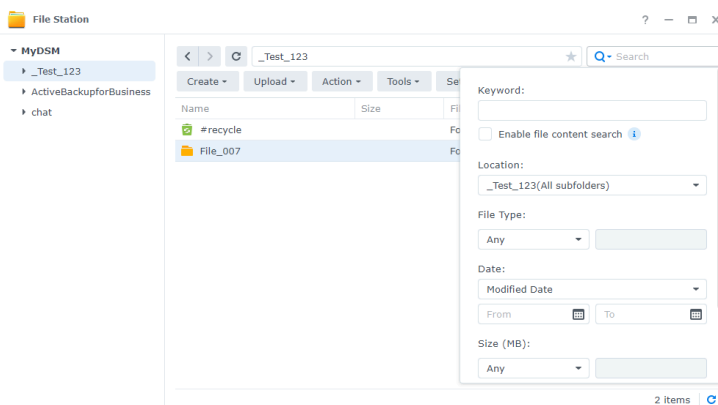 File Station
?
MyDSM
_Test_123
ActiveBackupforBusiness
chat
_Test_123
Search
Create
Upload
Action
Tools
Name
Size
#recycle
File_007
Keyword:
Enable file content search i
Location:
_Test_123(All subfolders)
File Type:
Any
Date:
Modified Date
From
To
Size (MB):
Any
2 items